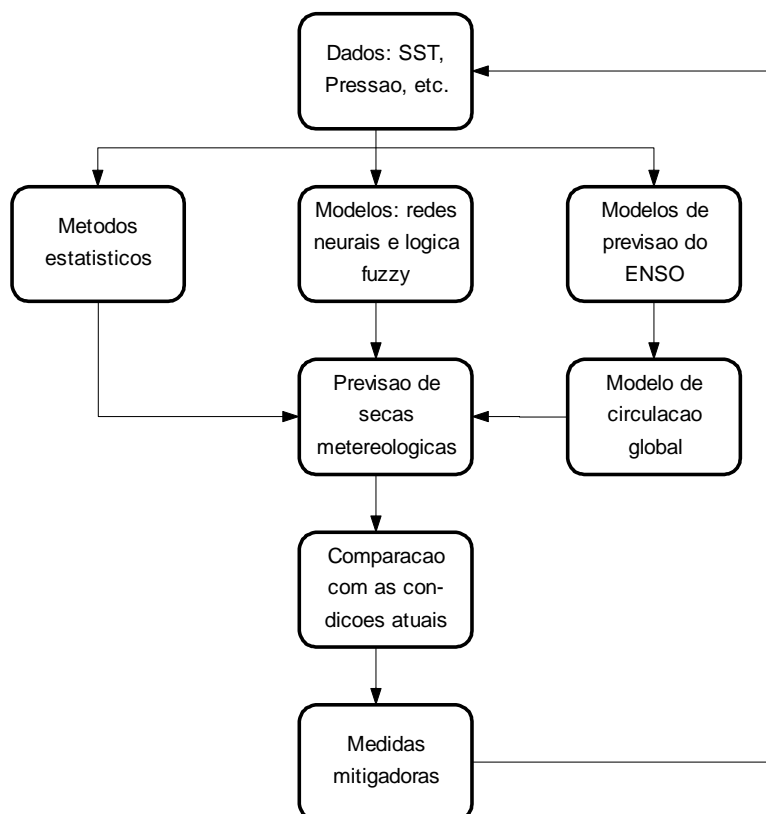 Dados: SST,
Pressao, etc.
Metodos
estatisticos
Modelos: redes
neurais e logica
fuzzy
Modelos de
previsao do
ENSO
Previsao de
secas
metereologicas
Modelo de
circulacao
global
Comparacao
com as con-
dicoes atuais
Medidas
mitigadoras